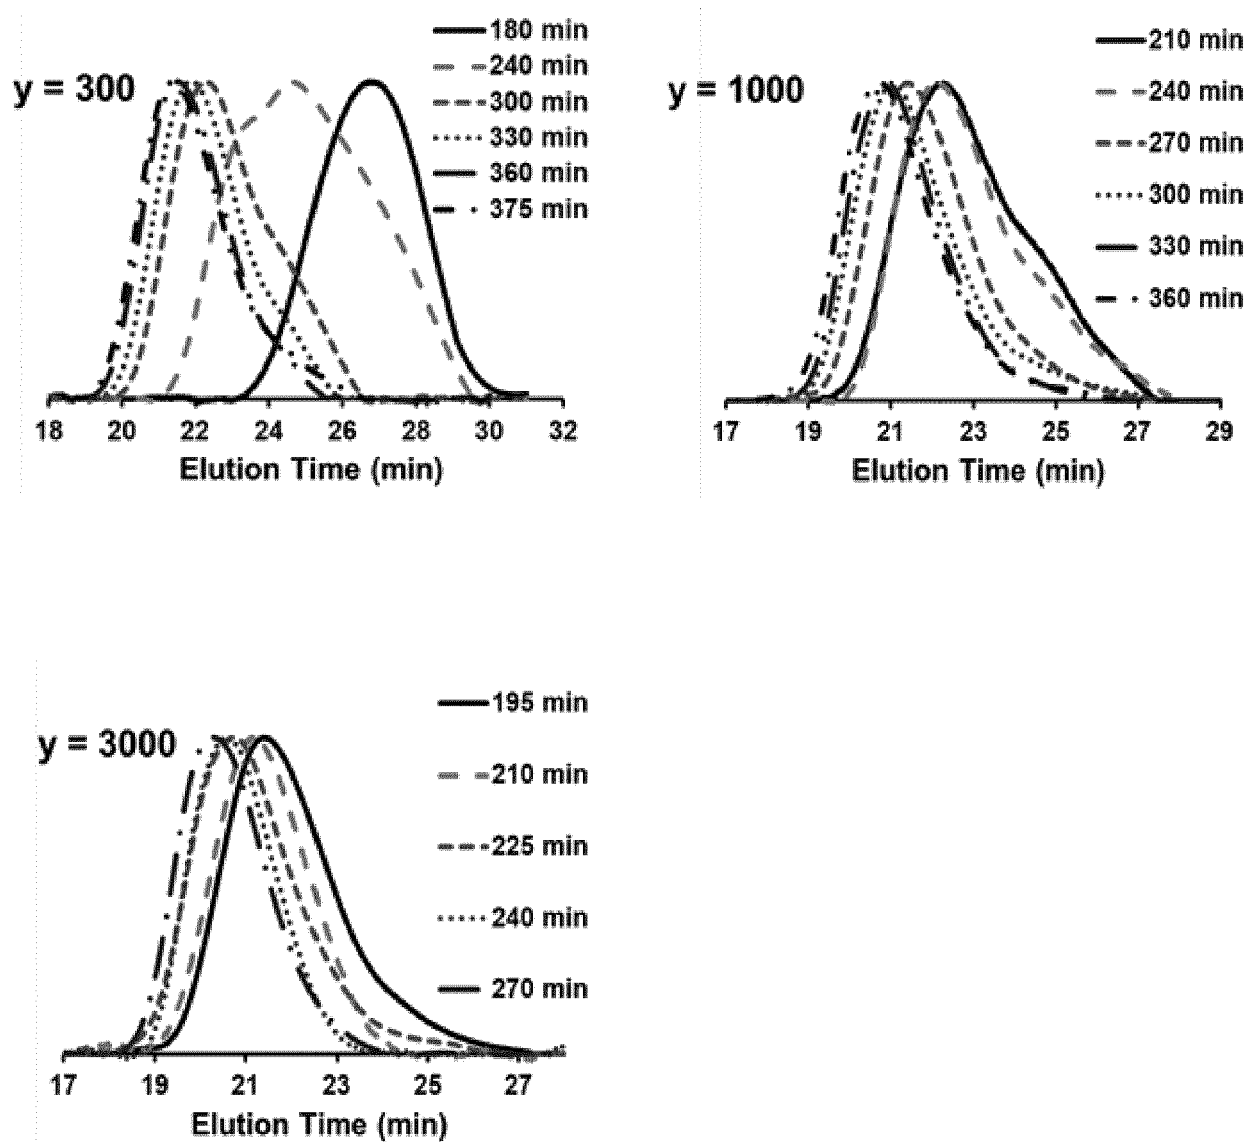 y = 300
180 min
240 min
300 min
330 min
360 min
375 min
18 20 22 24 26 28 30 32
Elution Time (min)
y = 1000
210 min
240 min
270 min
300 min
330 min
360 min
17 19 21 23 25 27 29
Elution Time (min)
y = 3000
195 min
210 min
225 min
240 min
270 min
17 19 21 23 25 27
Elution Time (min)